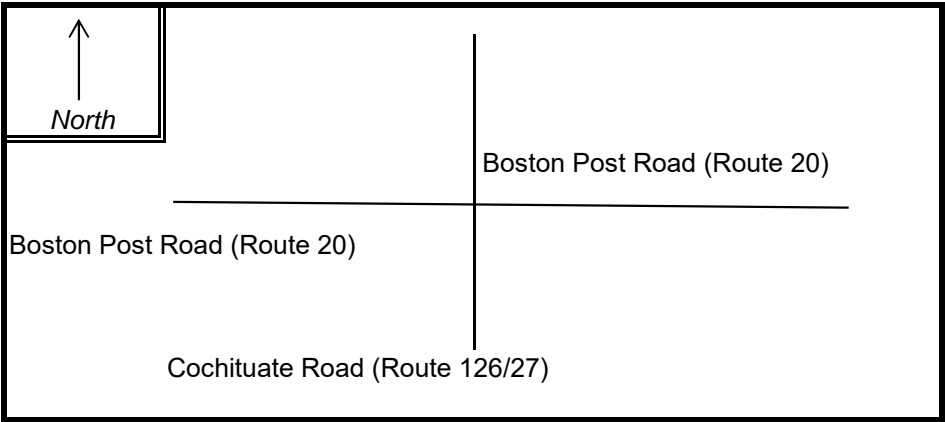 North
Boston Post Road (Route 20)
Boston Post Road (Route 20)
Cochituate Road (Route 126/27)